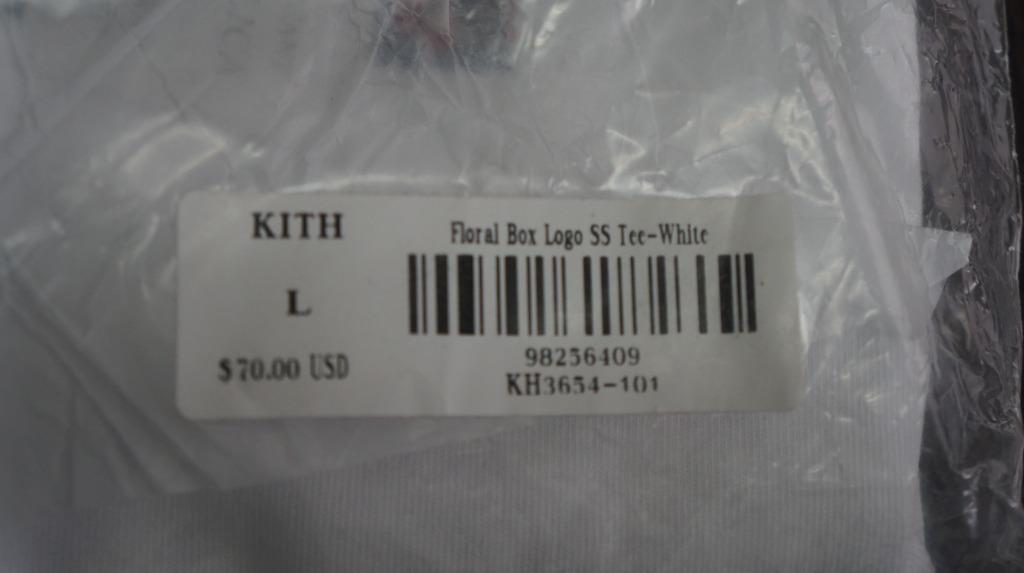 KITH
L
$70.00 USD
Floral Box Logo SS Tee-White
98256409
KH3654-101